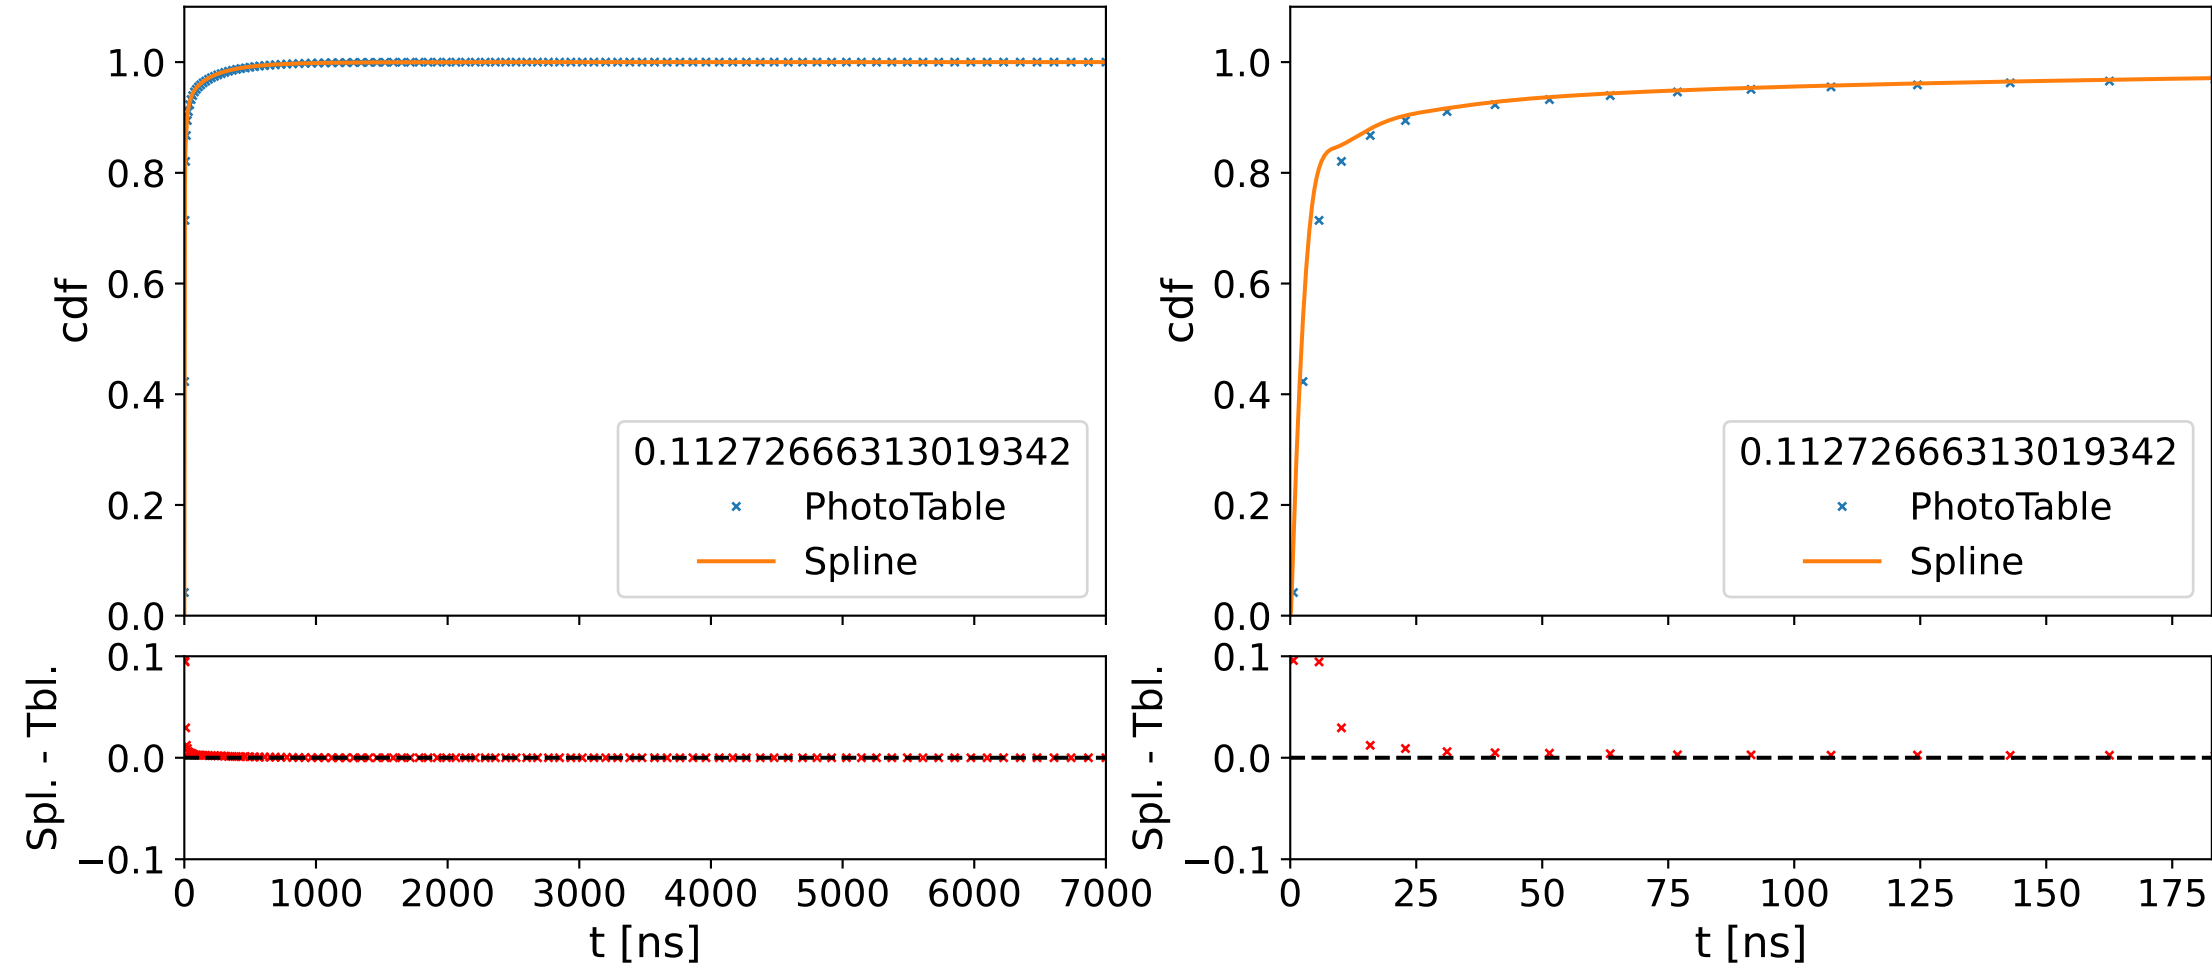 cdf
1.0
0.8
0.6
0.4
0.2
0.0
0.11272666313019342
PhotoTable
Spline
Spl. - Tbl.
0.1
0.0
−0.1
0 1000 2000 3000 4000 5000 6000 7000
t [ns]
cdf
1.0
0.8
0.6
0.4
0.2
0.0
0.11272666313019342
PhotoTable
Spline
Spl. - Tbl.
0.1
0.0
−0.1
0 25 50 75 100 125 150 175
t [ns]